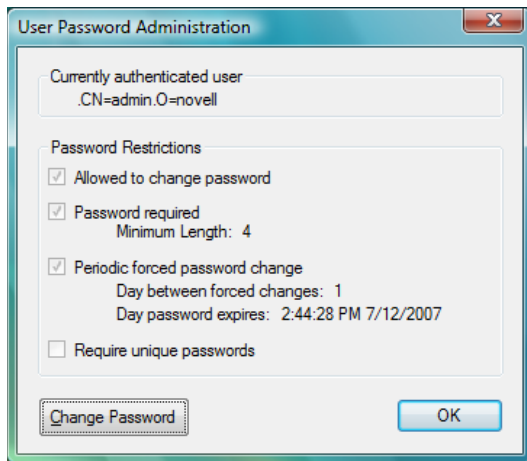 User Password Administration
Currently authenticated user
.CN=admin.O=novell
Password Restrictions
Allowed to change password
Password required
Minimum Length: 4
Periodic forced password change
Day between forced changes: 1
Day password expires: 2:44:28 PM 7/12/2007
Require unique passwords
Change Password
OK